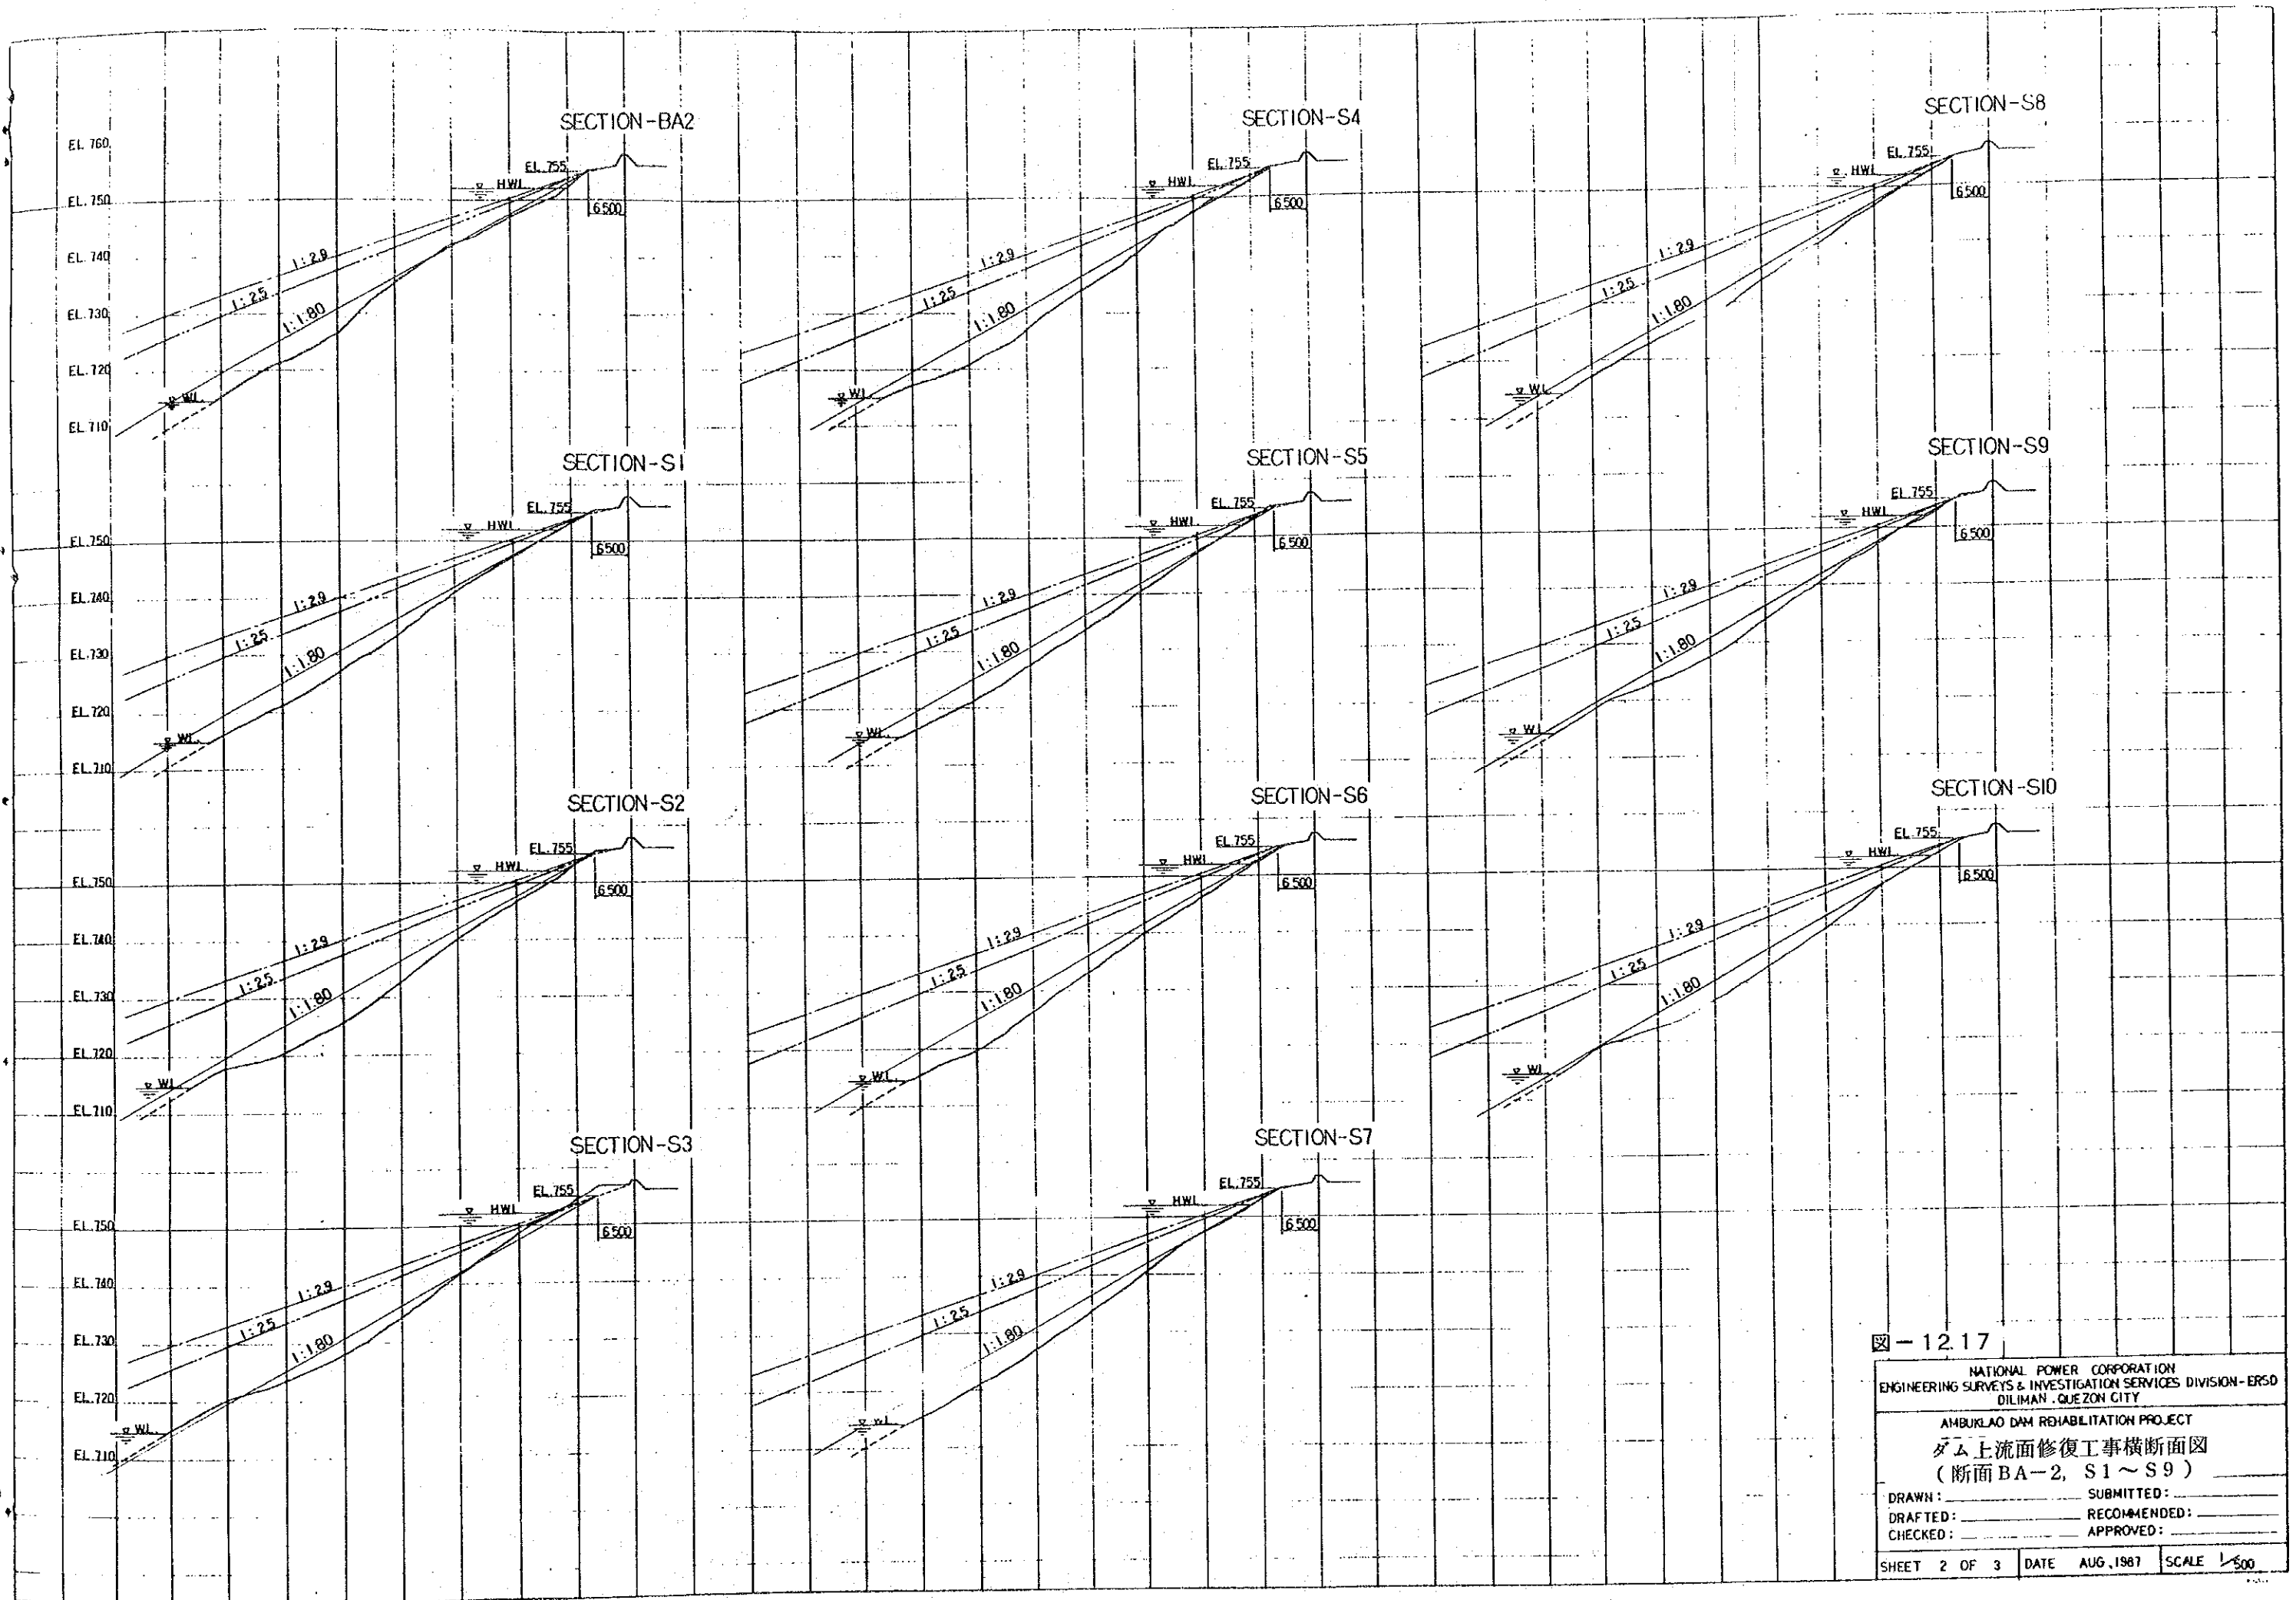 SECTION-BA2
EL. 760
EL. 750
EL. 740
EL. 730
EL. 720
EL. 710
EL. 755
HWL
6 500
1:2.9
1:2.5
1:1.80
WL.
SECTION-S1
EL. 750
EL. 740
EL. 730
EL. 720
EL. 710
EL. 755
HWL
6 500
1:2.9
1:2.5
1:1.80
WL.
SECTION-S2
EL. 750
EL. 740
EL. 730
EL. 720
EL. 710
EL. 755
HWL
6 500
1:2.9
1:2.5
1:1.80
WL.
SECTION-S3
EL. 750
EL. 740
EL. 730
EL. 720
EL. 710
EL. 755
HWL
6 500
1:2.9
1:2.5
1:1.80
WL.
SECTION-S4
EL. 755
HWL
6 500
1:2.9
1:2.5
1:1.80
WL.
SECTION-S5
EL. 755
HWL
6 500
1:2.9
1:2.5
1:1.80
WL.
SECTION-S6
EL. 755
HWL
6 500
1:2.9
1:2.5
1:1.80
WL.
SECTION-S7
EL. 755
HWL
6 500
1:2.9
1:2.5
1:1.80
WL.
SECTION-S8
EL. 755
HWL
6 500
1:2.9
1:2.5
1:1.80
WL.
SECTION-S9
EL. 755
HWL
6 500
1:2.9
1:2.5
1:1.80
WL.
SECTION-S10
EL. 755
HWL
6 500
1:2.9
1:2.5
1:1.80
WL.
図-12.17
NATIONAL POWER CORPORATION
ENGINEERING SURVEYS & INVESTIGATION SERVICES DIVISION-ERSD
DILIMAN, QUEZON CITY
AMBUKLAO DAM REHABILITATION PROJECT
ダム上流面修復工事横断面図
(断面BA-2, S1～S9)
DRAWN: SUBMITTED:
DRAFTED: RECOMMENDED:
CHECKED: APPROVED:
SHEET 2 OF 3 DATE AUG, 1987 SCALE 1/500